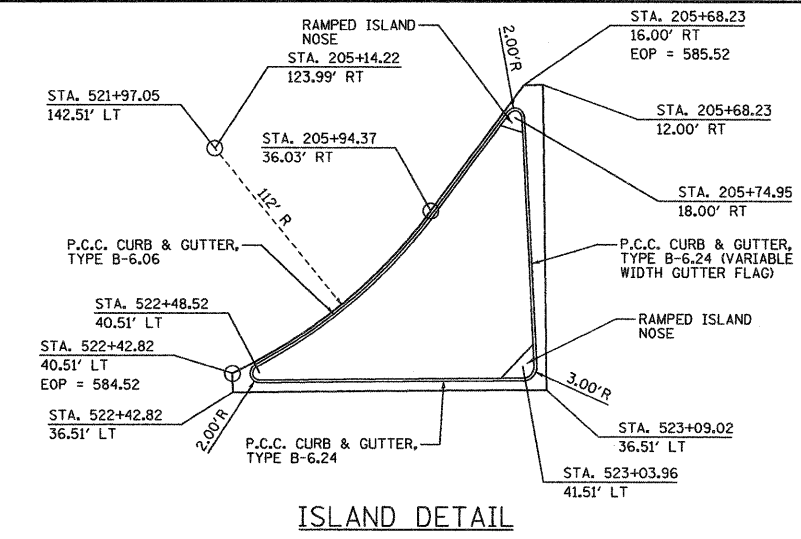 RAMPED ISLAND
NOSE
2.00'R
STA. 205+68.23
16.00' RT
EOP = 585.52
STA. 205+14.22
123.99' RT
STA. 521+97.05
142.51' LT
STA. 205+68.23
12.00' RT
STA. 205+94.37
36.03' RT
112' R
STA. 205+74.95
18.00' RT
P.C.C. CURB & GUTTER,
TYPE B-6.06
P.C.C. CURB & GUTTER,
TYPE B-6.24 (VARIABLE
WIDTH GUTTER FLAG)
STA. 522+48.52
40.51' LT
RAMPED ISLAND
NOSE
STA. 522+42.82
40.51' LT
EOP = 584.52
STA. 522+42.82
36.51' LT
2.00'R
3.00'R
P.C.C. CURB & GUTTER,
TYPE B-6.24
STA. 523+09.02
36.51' LT
STA. 523+03.96
41.51' LT
ISLAND DETAIL